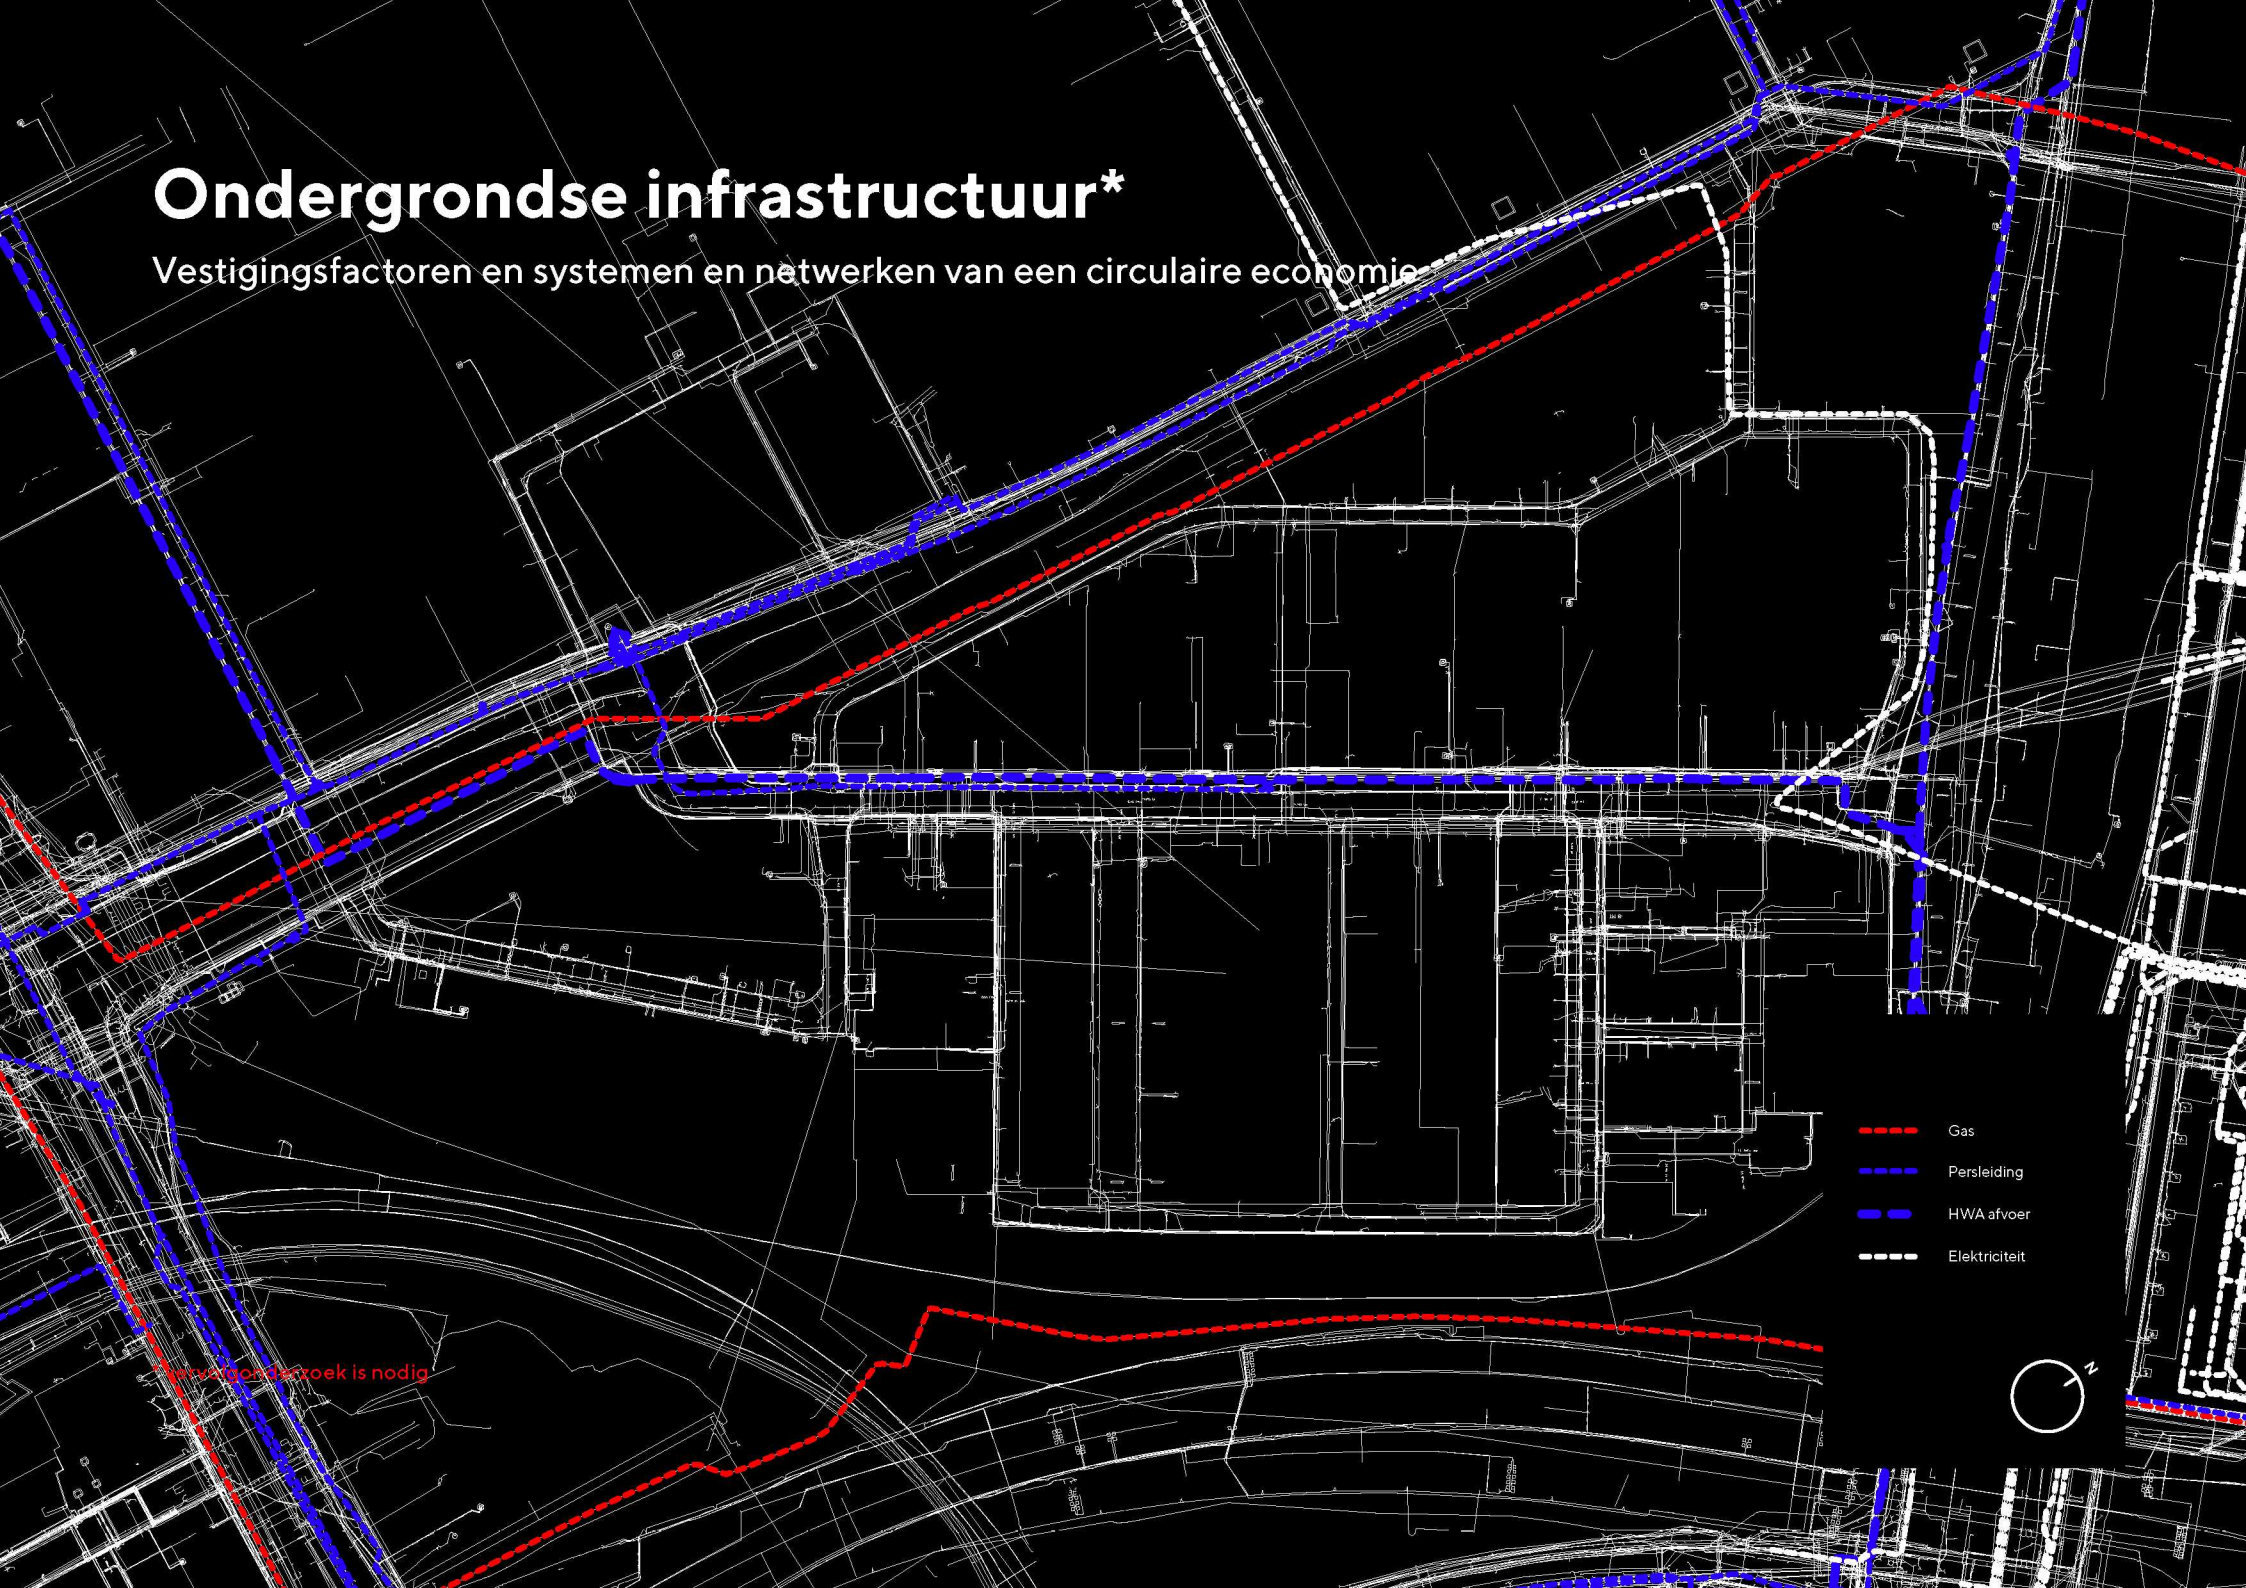 Ondergrondse infrastructuur*
Vestigingsfactoren en systemen en netwerken van een circulaire economie
Gas
Persleiding
HWA afvoer
Elektriciteit
N
*vervolgonderzoek is nodig